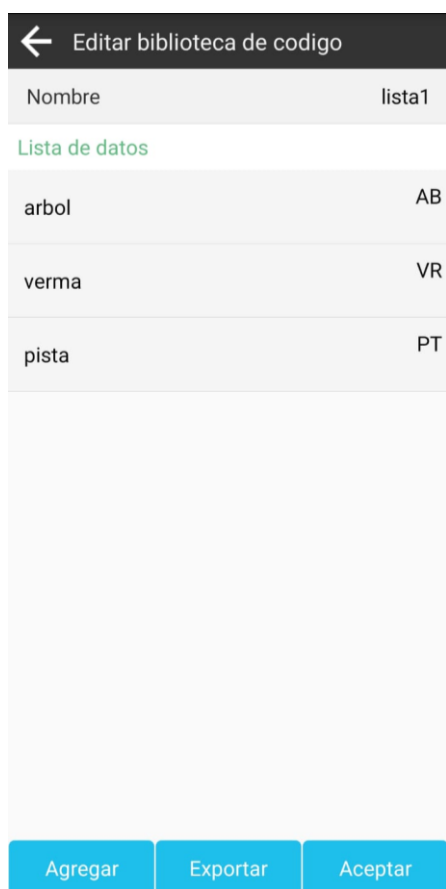 Editar biblioteca de codigo
Nombre lista1
Lista de datos
arbol AB
verma VR
pista PT
Agregar Exportar Aceptar